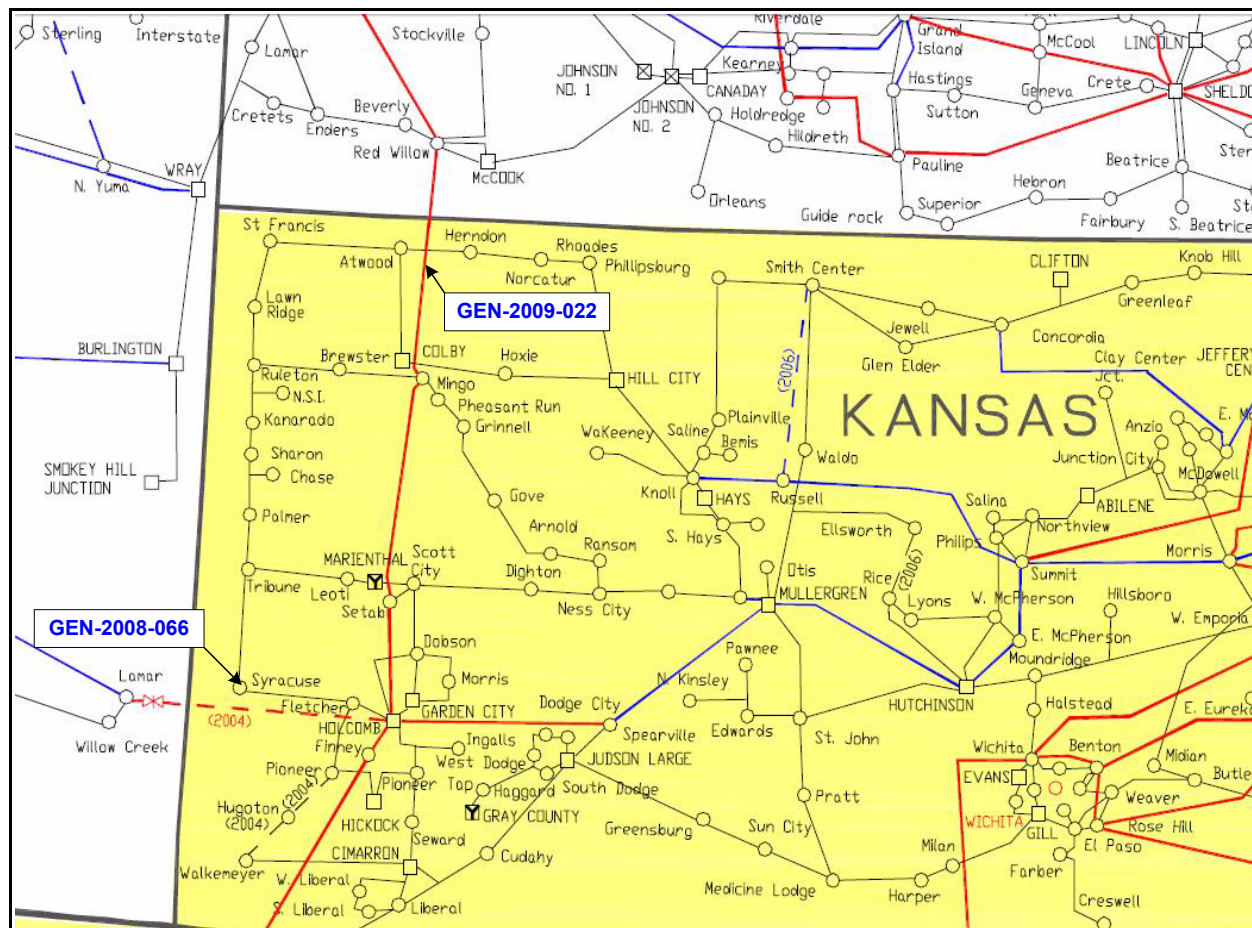 Sterling
Interstate
Lamar
Stockville
Riverdale
Grand
Island
McCool
LINCOLN
JOHNSON
NO. 1
Kearney
CANADAY
JOHNSON
NO. 2
Holdredge
Hastings
Sutton
Geneva
Crete
SHELDO
Cretets
Enders
Beverly
Red Willow
McCOOK
Hildreth
Pauline
Beatrice
Ster
N. Yuma
WRAY
Orleans
Guide rock
Superior
Hebron
Fairbury
S. Beatrice
St
St Francis
Atwood
Herndon
Norcatur
Rhoades
Phillipsburg
Smith Center
CLIFTON
Knob Hill
Greenleaf
GEN-2009-022
Lawn
Ridge
Jewell
Glen Elder
Concordia
BURLINGTON
Ruleton
Brewster
COLBY
Hoxie
HILL CITY
(2006)
Clay Center
JEFFERY
CEN
Jct.
Mingo
N.S.I.
Pheasant Run
Grinnell
Kanarado
Plainville
KANSAS
Anzio
E. M
Sharon
WaKeeney
Saline
Bemis
Waldo
Junction City
McDowell
SMOKEY HILL
JUNCTION
Chase
Knoll
HAYS
Russell
Salina
ABILENE
Northview
Gove
Palmer
Arnold
Ransom
S. Hays
Ellsworth
Philips
Morris
MARIENTHAL
Scott
City
Tribune
Leoti
Setab
Dighton
Ness City
Otis
MULLERGREN
Rice
(2006)
Lyons
Summit
W. McPherson
Hillsboro
W. Emporia
GEN-2008-066
Dobson
E. McPherson
Moundridge
Pawnee
Lamar
Syracuse
Morris
N. Kinsley
HUTCHINSON
Halstead
(2004)
Fletcher
GARDEN CITY
HOLCOMB
Dodge City
Spearville
Edwards
St. John
E. Eureka
Willow Creek
Finney
Ingalls
West Dodge
JUDSON LARGE
Wichita
Benton
Midian
Pioneer
Pioneer Tap
Haggard
South Dodge
EVANS
Butle
Weaver
Hugoton
(2004)
(2004)
HICKOCK
GRAY COUNTY
Greensburg
Pratt
WICHITA
GILL
Rose Hill
Seward
Sun City
El Paso
CIMARRON
Cudahy
Milan
Farber
Walkemeyer
W. Liberal
Medicine Lodge
Harper
S. Liberal
Liberal
Creswell